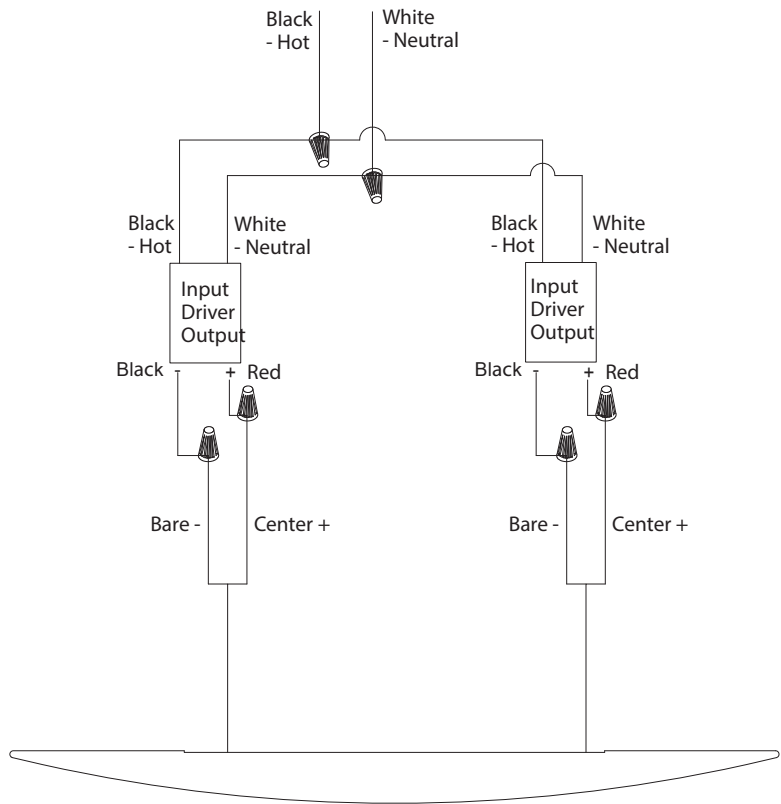 Black
- Hot
White
- Neutral
Black
- Hot
White
- Neutral
Black
- Hot
White
- Neutral
Input
Driver
Output
Input
Driver
Output
Black -
+ Red
Black -
+ Red
Bare -
Center +
Bare -
Center +